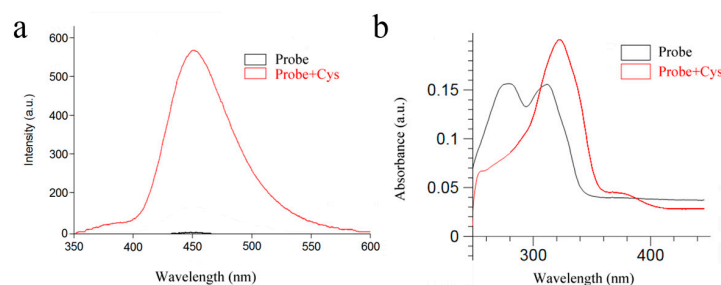 a
Probe
Probe+Cys
600
500
400
300
200
100
0
Intensity (a.u.)
350
400
450
500
550
600
Wavelength (nm)
b
Probe
Probe+Cys
0.15
0.1
0.05
0
Absorbance (a.u.)
300
400
Wavelength (nm)